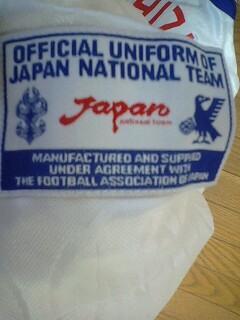 OFFICIAL UNIFORM OF
JAPAN NATIONAL TEAM
Japan
national team
MANUFACTURED AND SUPPLIED
UNDER AGREEMENT WITH
THE FOOTBALL ASSOCIATION OF JAPAN